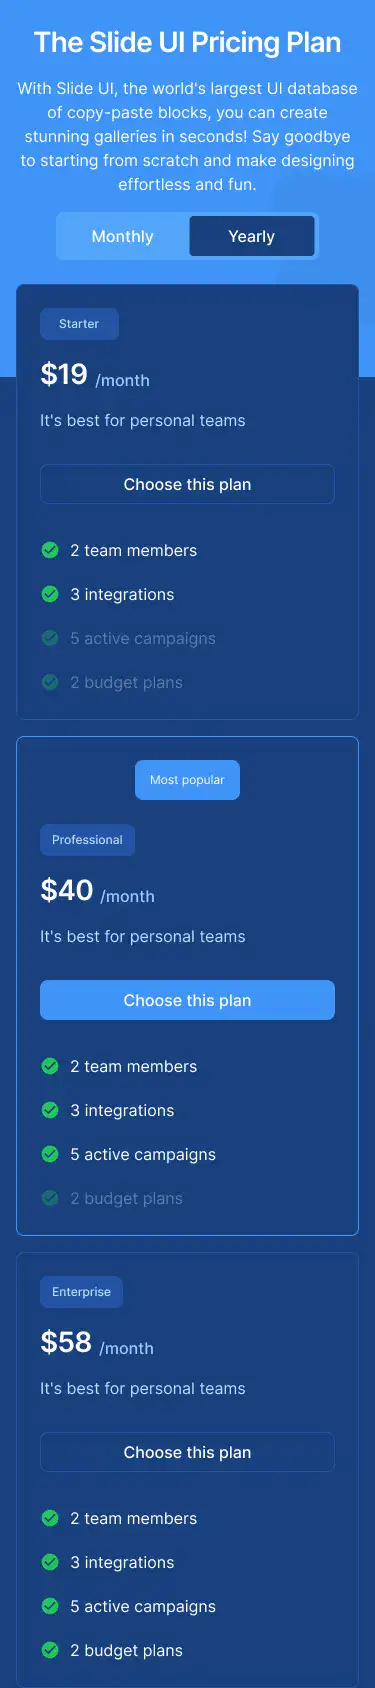 The Slide UI Pricing Plan
With Slide UI, the world's largest UI database
of copy-paste blocks, you can create
stunning galleries in seconds! Say goodbye
to starting from scratch and make designing
effortless and fun.
Monthly Yearly
Starter
$19 /month
It's best for personal teams
Choose this plan
2 team members
3 integrations
5 active campaigns
2 budget plans
Most popular
Professional
$40 /month
It's best for personal teams
Choose this plan
2 team members
3 integrations
5 active campaigns
2 budget plans
Enterprise
$58 /month
It's best for personal teams
Choose this plan
2 team members
3 integrations
5 active campaigns
2 budget plans